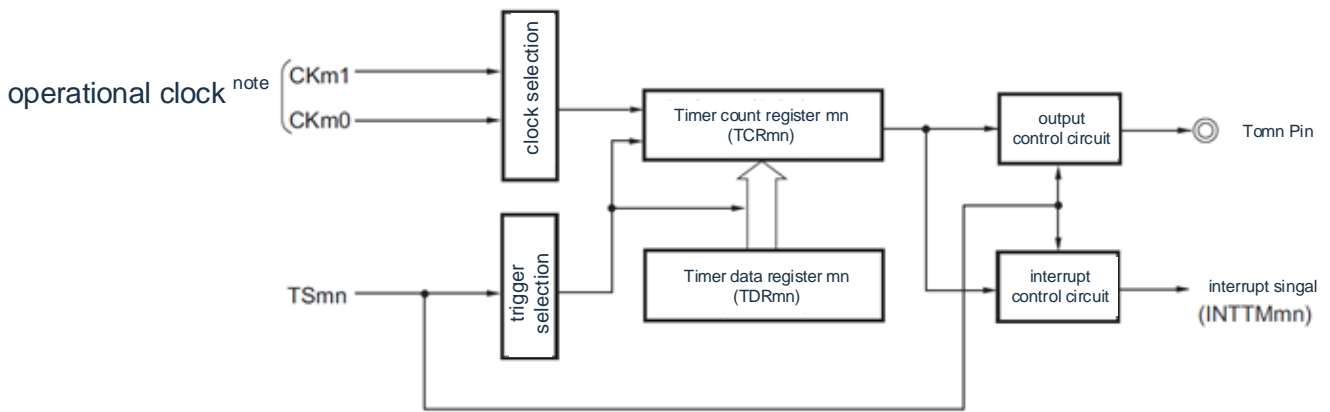 operational clock note
CKm1
CKm0
clock selection
Timer count register mn
(TCRmn)
output
control circuit
Tomn Pin
TSmn
trigger
selection
Timer data register mn
(TDRmn)
interrupt
control circuit
interrupt singal
(INTTMmn)